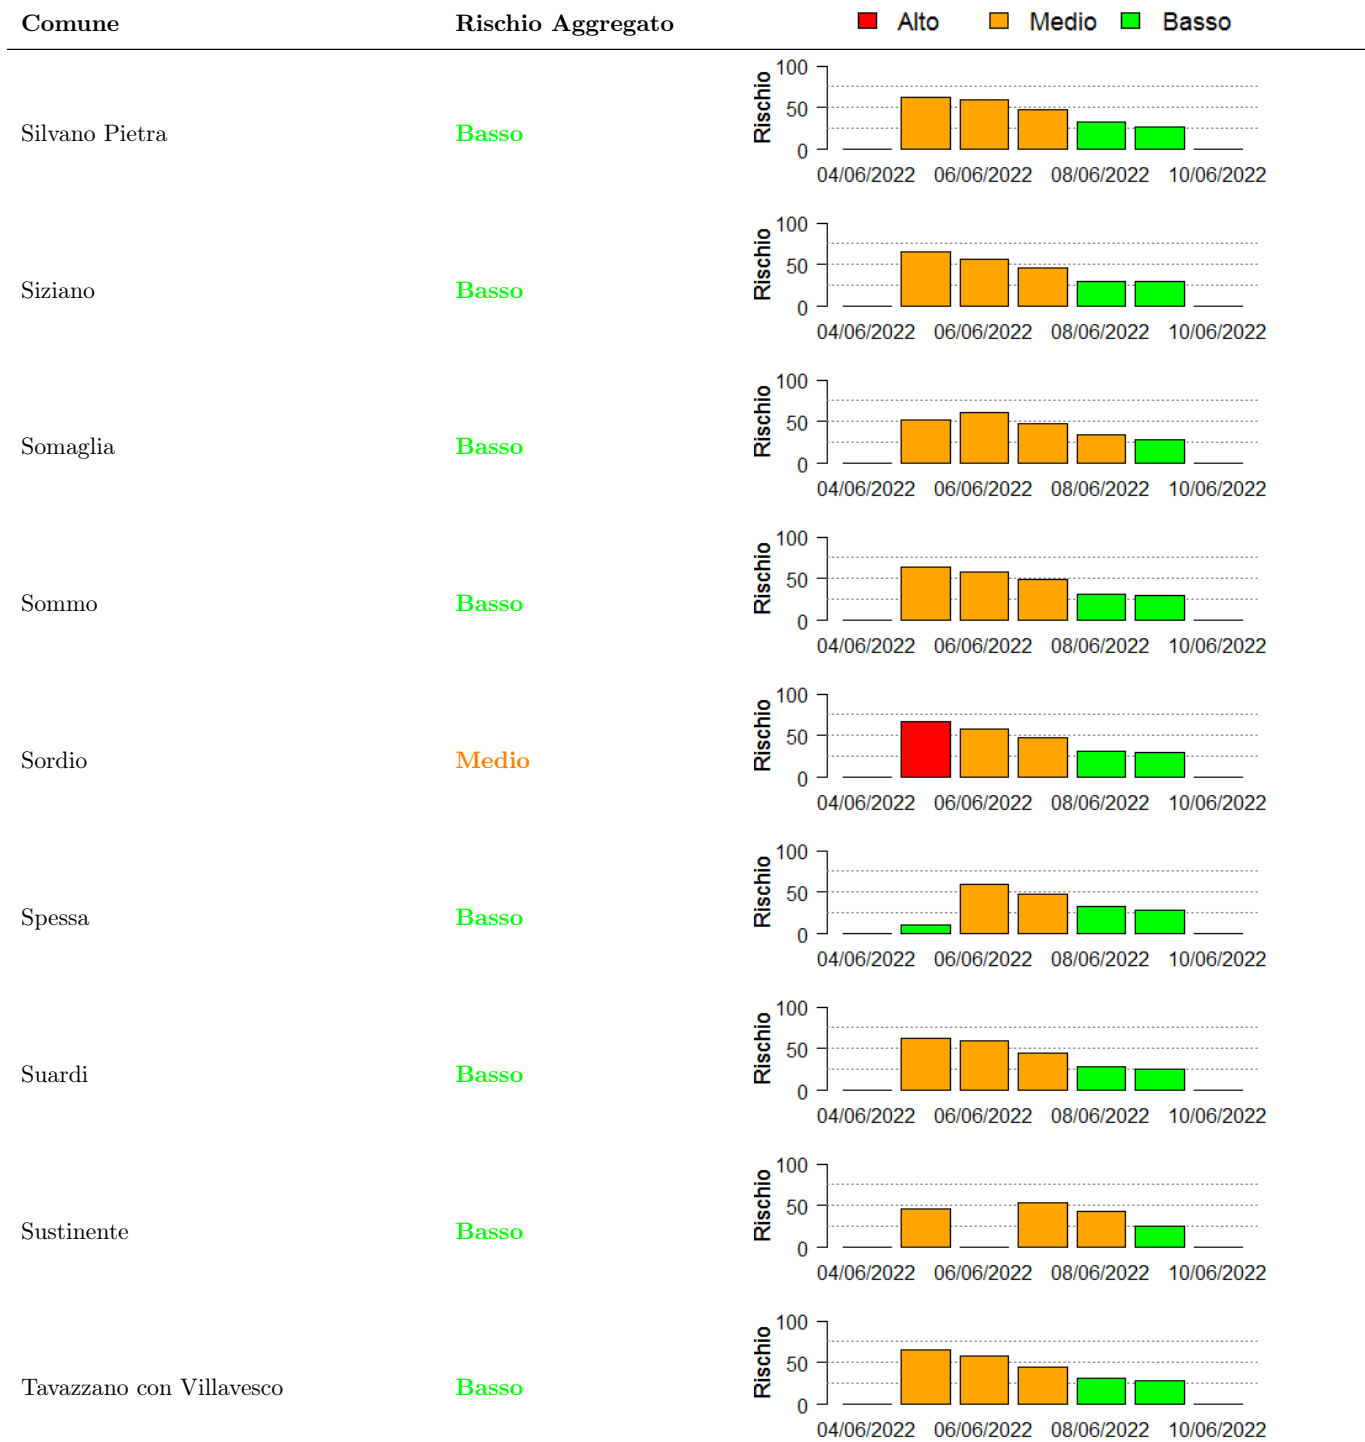 Comune Rischio Aggregato Alto Medio Basso
100
50
0
Rischio
Silvano Pietra Basso
04/06/2022 06/06/2022 08/06/2022 10/06/2022
100
50
0
Rischio
Siziano Basso
04/06/2022 06/06/2022 08/06/2022 10/06/2022
100
50
0
Rischio
Somaglia Basso
04/06/2022 06/06/2022 08/06/2022 10/06/2022
100
50
0
Rischio
Sommo Basso
04/06/2022 06/06/2022 08/06/2022 10/06/2022
100
50
0
Rischio
Sordio Medio
04/06/2022 06/06/2022 08/06/2022 10/06/2022
100
50
0
Rischio
Spessa Basso
04/06/2022 06/06/2022 08/06/2022 10/06/2022
100
50
0
Rischio
Suardi Basso
04/06/2022 06/06/2022 08/06/2022 10/06/2022
100
50
0
Rischio
Sustinente Basso
04/06/2022 06/06/2022 08/06/2022 10/06/2022
100
50
0
Rischio
Tavazzano con Villavesco Basso
04/06/2022 06/06/2022 08/06/2022 10/06/2022